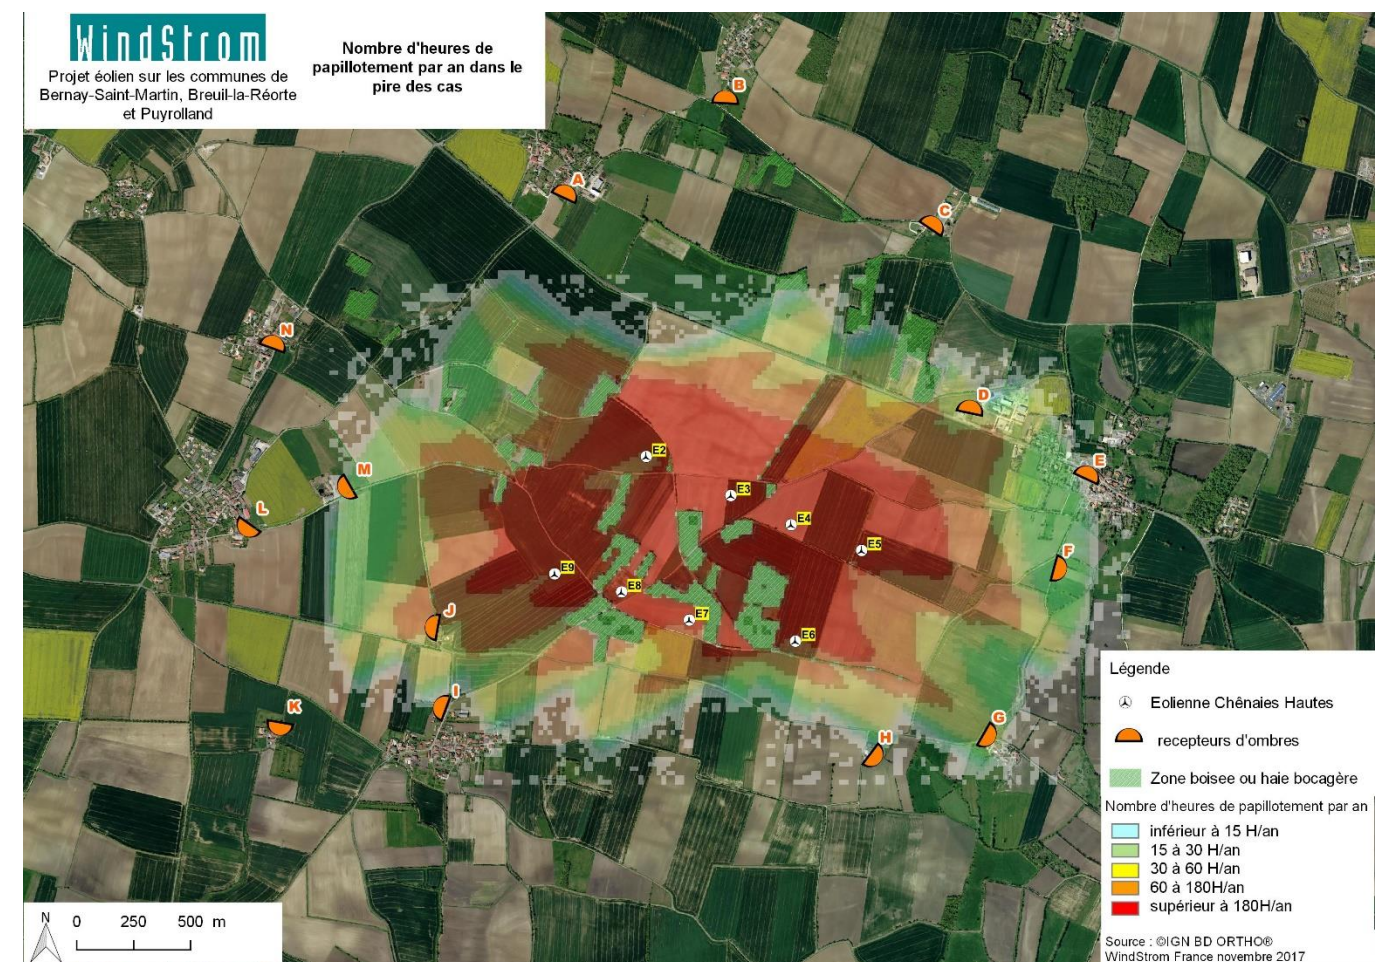 WindStrom
Projet éolien sur les communes de
Bernay-Saint-Martin, Breuil-la-Réorte
et Puyrolland
Nombre d'heures de
papillotement par an dans le
pire des cas
B
A
C
N
D
M
E2
E
E3
L
E4
E5
F
E9
E8
J
E7
E6
I
K
G
H
Légende
Eolienne Chênaies Hautes
recepteurs d'ombres
Zone boisee ou haie bocagère
Nombre d'heures de papillotement par an
inférieur à 15 H/an
15 à 30 H/an
30 à 60 H/an
60 à 180H/an
supérieur à 180H/an
Source : ©IGN BD ORTHO®
WindStrom France novembre 2017
N
0 250 500 m